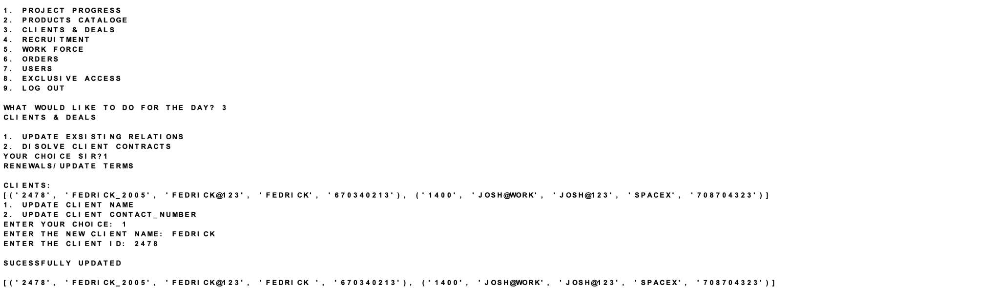 1. PROJECT PROGRESS
2. PRODUCTS CATALOGE
3. CLIENTS & DEALS
4. RECRUITMENT
5. WORK FORCE
6. ORDERS
7. USERS
8. EXCLUSIVE ACCESS
9. LOG OUT
WHAT WOULD LIKE TO DO FOR THE DAY? 3
CLIENTS & DEALS
1. UPDATE EXSISTING RELATIONS
2. DISOLVE CLIENT CONTRACTS
YOUR CHOICE SIR?1
RENEWALS/UPDATE TERMS
CLIENTS:
[('2478', 'FEDRICK_2005', 'FEDRICK@123', 'FEDRICK', '670340213'), ('1400', 'JOSH@WORK', 'JOSH@123', 'SPACEX', '708704323')]
1. UPDATE CLIENT NAME
2. UPDATE CLIENT CONTACT_NUMBER
ENTER YOUR CHOICE: 1
ENTER THE NEW CLIENT NAME: FEDRICK
ENTER THE CLIENT ID: 2478
SUCESSFULLY UPDATED
[('2478', 'FEDRICK_2005', 'FEDRICK@123', 'FEDRICK ', '670340213'), ('1400', 'JOSH@WORK', 'JOSH@123', 'SPACEX', '708704323')]